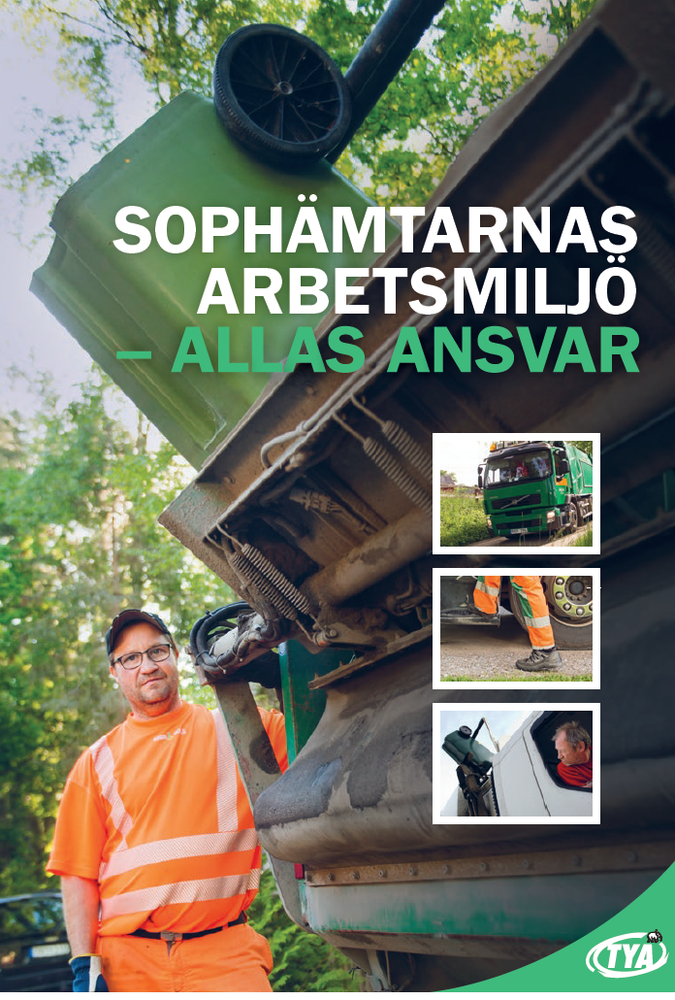 SOPHÄMTARNAS
ARBETSMILJÖ
– ALLAS ANSVAR
TYA